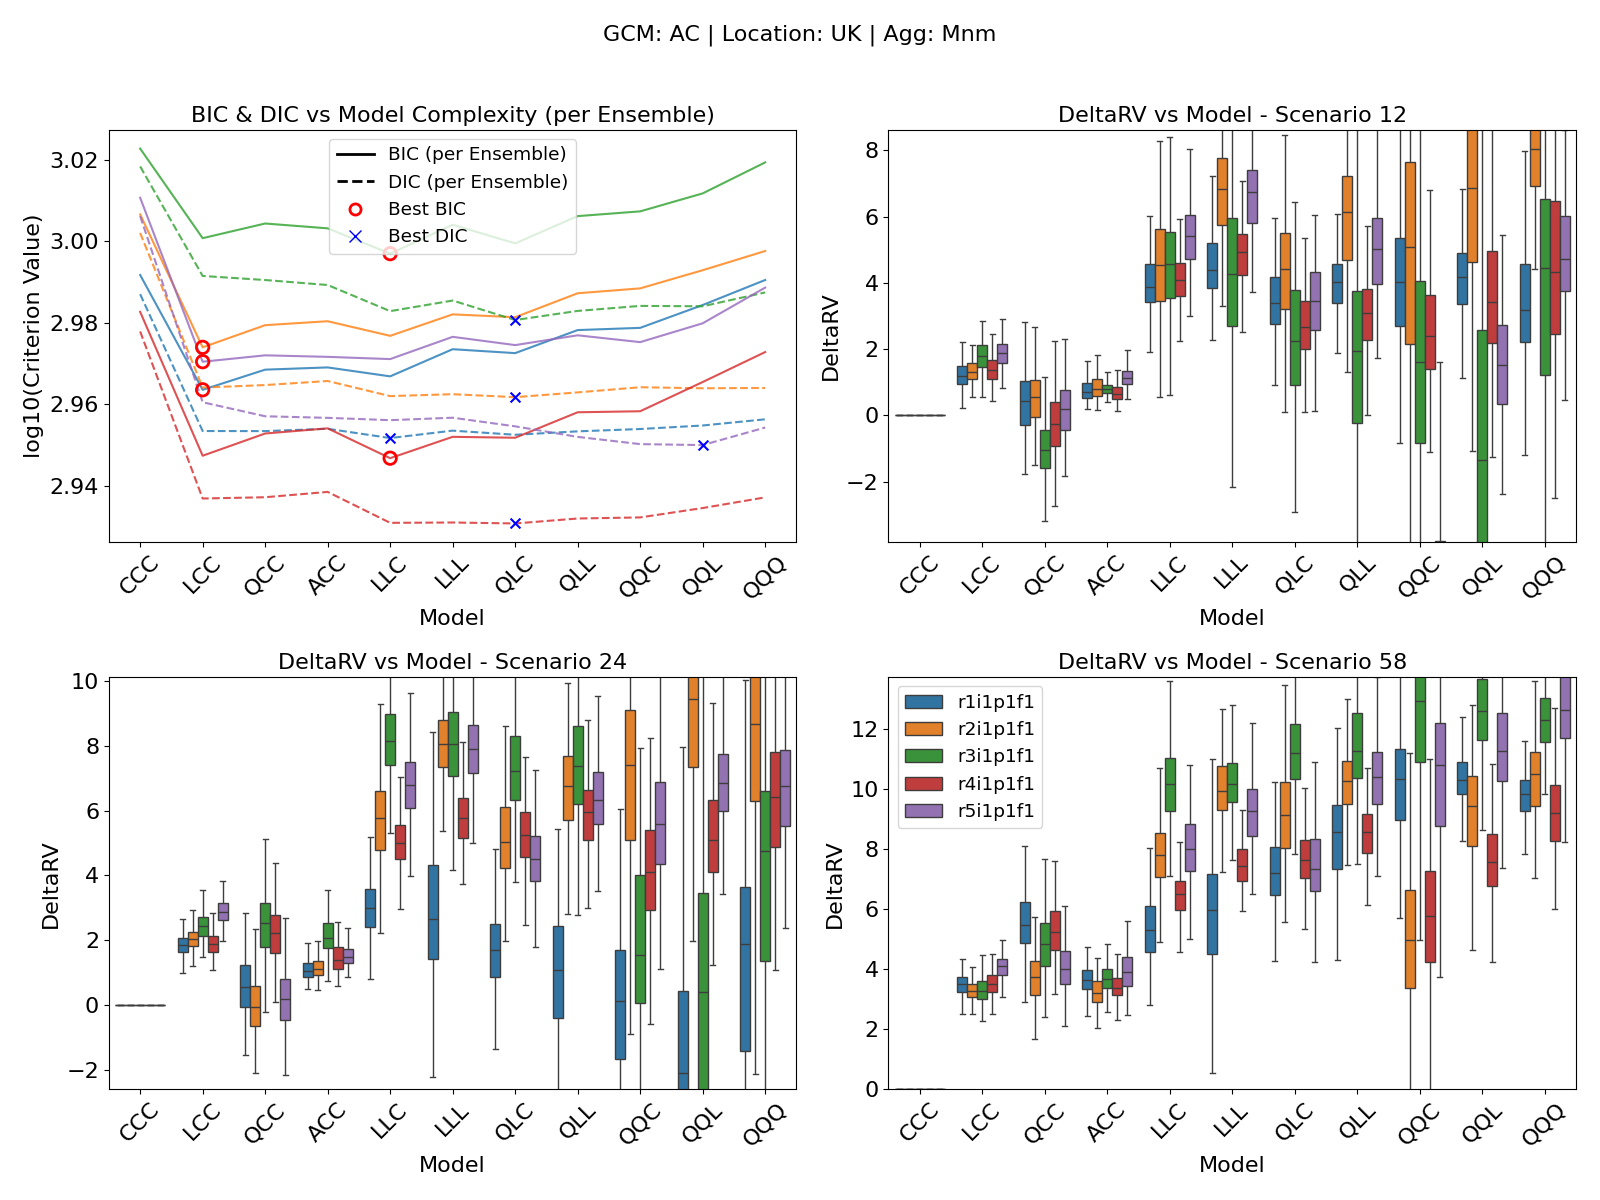 GCM: AC | Location: UK | Agg: Mnm
BIC & DIC vs Model Complexity (per Ensemble)
log10(Criterion Value)
3.02
3.00
2.98
2.96
2.94
BIC (per Ensemble)
DIC (per Ensemble)
Best BIC
Best DIC
CCC LCC QCC ACC LLC LLL QLC QLL QQC QQL QQQ
Model
DeltaRV vs Model - Scenario 12
DeltaRV
8
6
4
2
0
−2
CCC LCC QCC ACC LLC LLL QLC QLL QQC QQL QQQ
Model
DeltaRV vs Model - Scenario 24
DeltaRV
10
8
6
4
2
0
−2
CCC LCC QCC ACC LLC LLL QLC QLL QQC QQL QQQ
Model
DeltaRV vs Model - Scenario 58
DeltaRV
12
10
8
6
4
2
0
r1i1p1f1
r2i1p1f1
r3i1p1f1
r4i1p1f1
r5i1p1f1
CCC LCC QCC ACC LLC LLL QLC QLL QQC QQL QQQ
Model